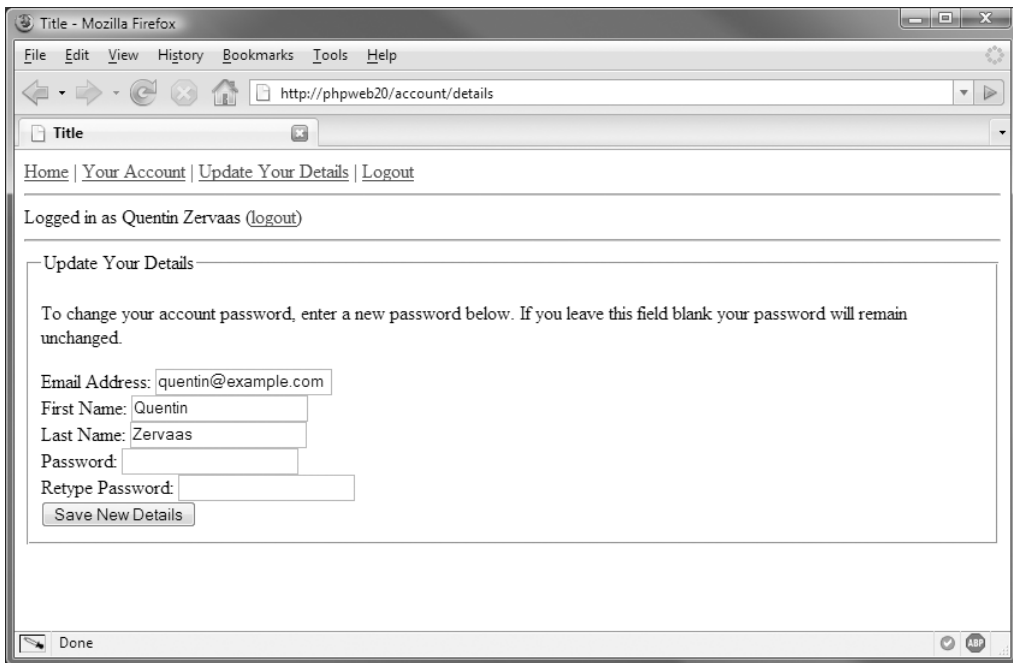 Title - Mozilla Firefox
File Edit View History Bookmarks Tools Help
http://phpweb20/account/details
Title
Home | Your Account | Update Your Details | Logout
Logged in as Quentin Zervaas (logout)
Update Your Details
To change your account password, enter a new password below. If you leave this field blank your password will remain
unchanged.
Email Address: quentin@example.com
First Name: Quentin
Last Name: Zervaas
Password:
Retype Password:
Save New Details
Done
ABP